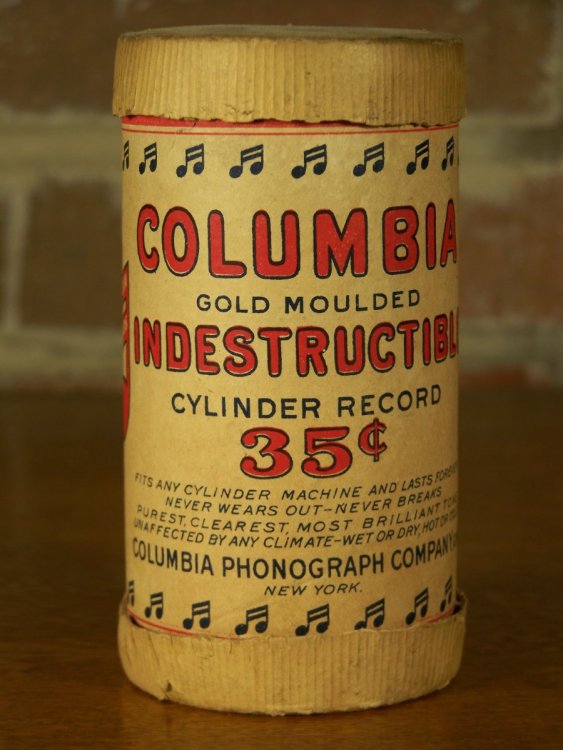 COLUMBIA
GOLD MOULDED
INDESTRUCTIBL
CYLINDER RECORD
35¢
FITS ANY CYLINDER MACHINE AND LASTS FOREVE
NEVER WEARS OUT-NEVER BREAKS
PUREST, CLEAREST, MOST BRILLIANT
UNAFFECTED BY ANY CLIMATE-WET OR DRY, HOT OR
COLUMBIA PHONOGRAPH COMPANY
NEW YORK.